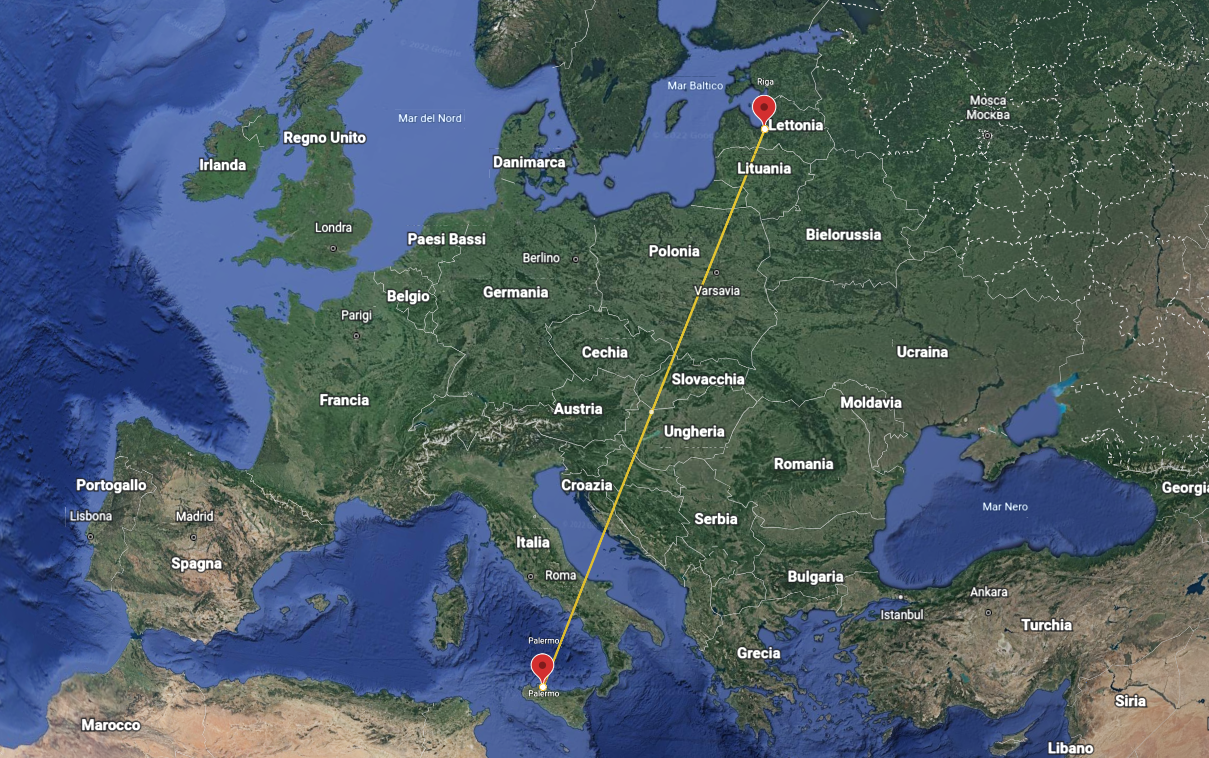 © 2022 Google
Riga
Mar Baltico
Mosca
Москва
Mar del Nord
Lettonia
Regno Unito
Irlanda
Danimarca
Lituania
Londra
Bielorussia
Paesi Bassi
Polonia
Berlino
Varsavia
Germania
Belgio
Parigi
Cechia
Ucraina
Slovacchia
Francia
Austria
Moldavia
Ungheria
Romania
Portogallo
Croazia
Georgia
Lisbona
Madrid
Serbia
Mar Nero
Italia
Spagna
Roma
Bulgaria
Ankara
Istanbul
Turchia
Palermo
Grecia
Palermo
Siria
Marocco
Libano